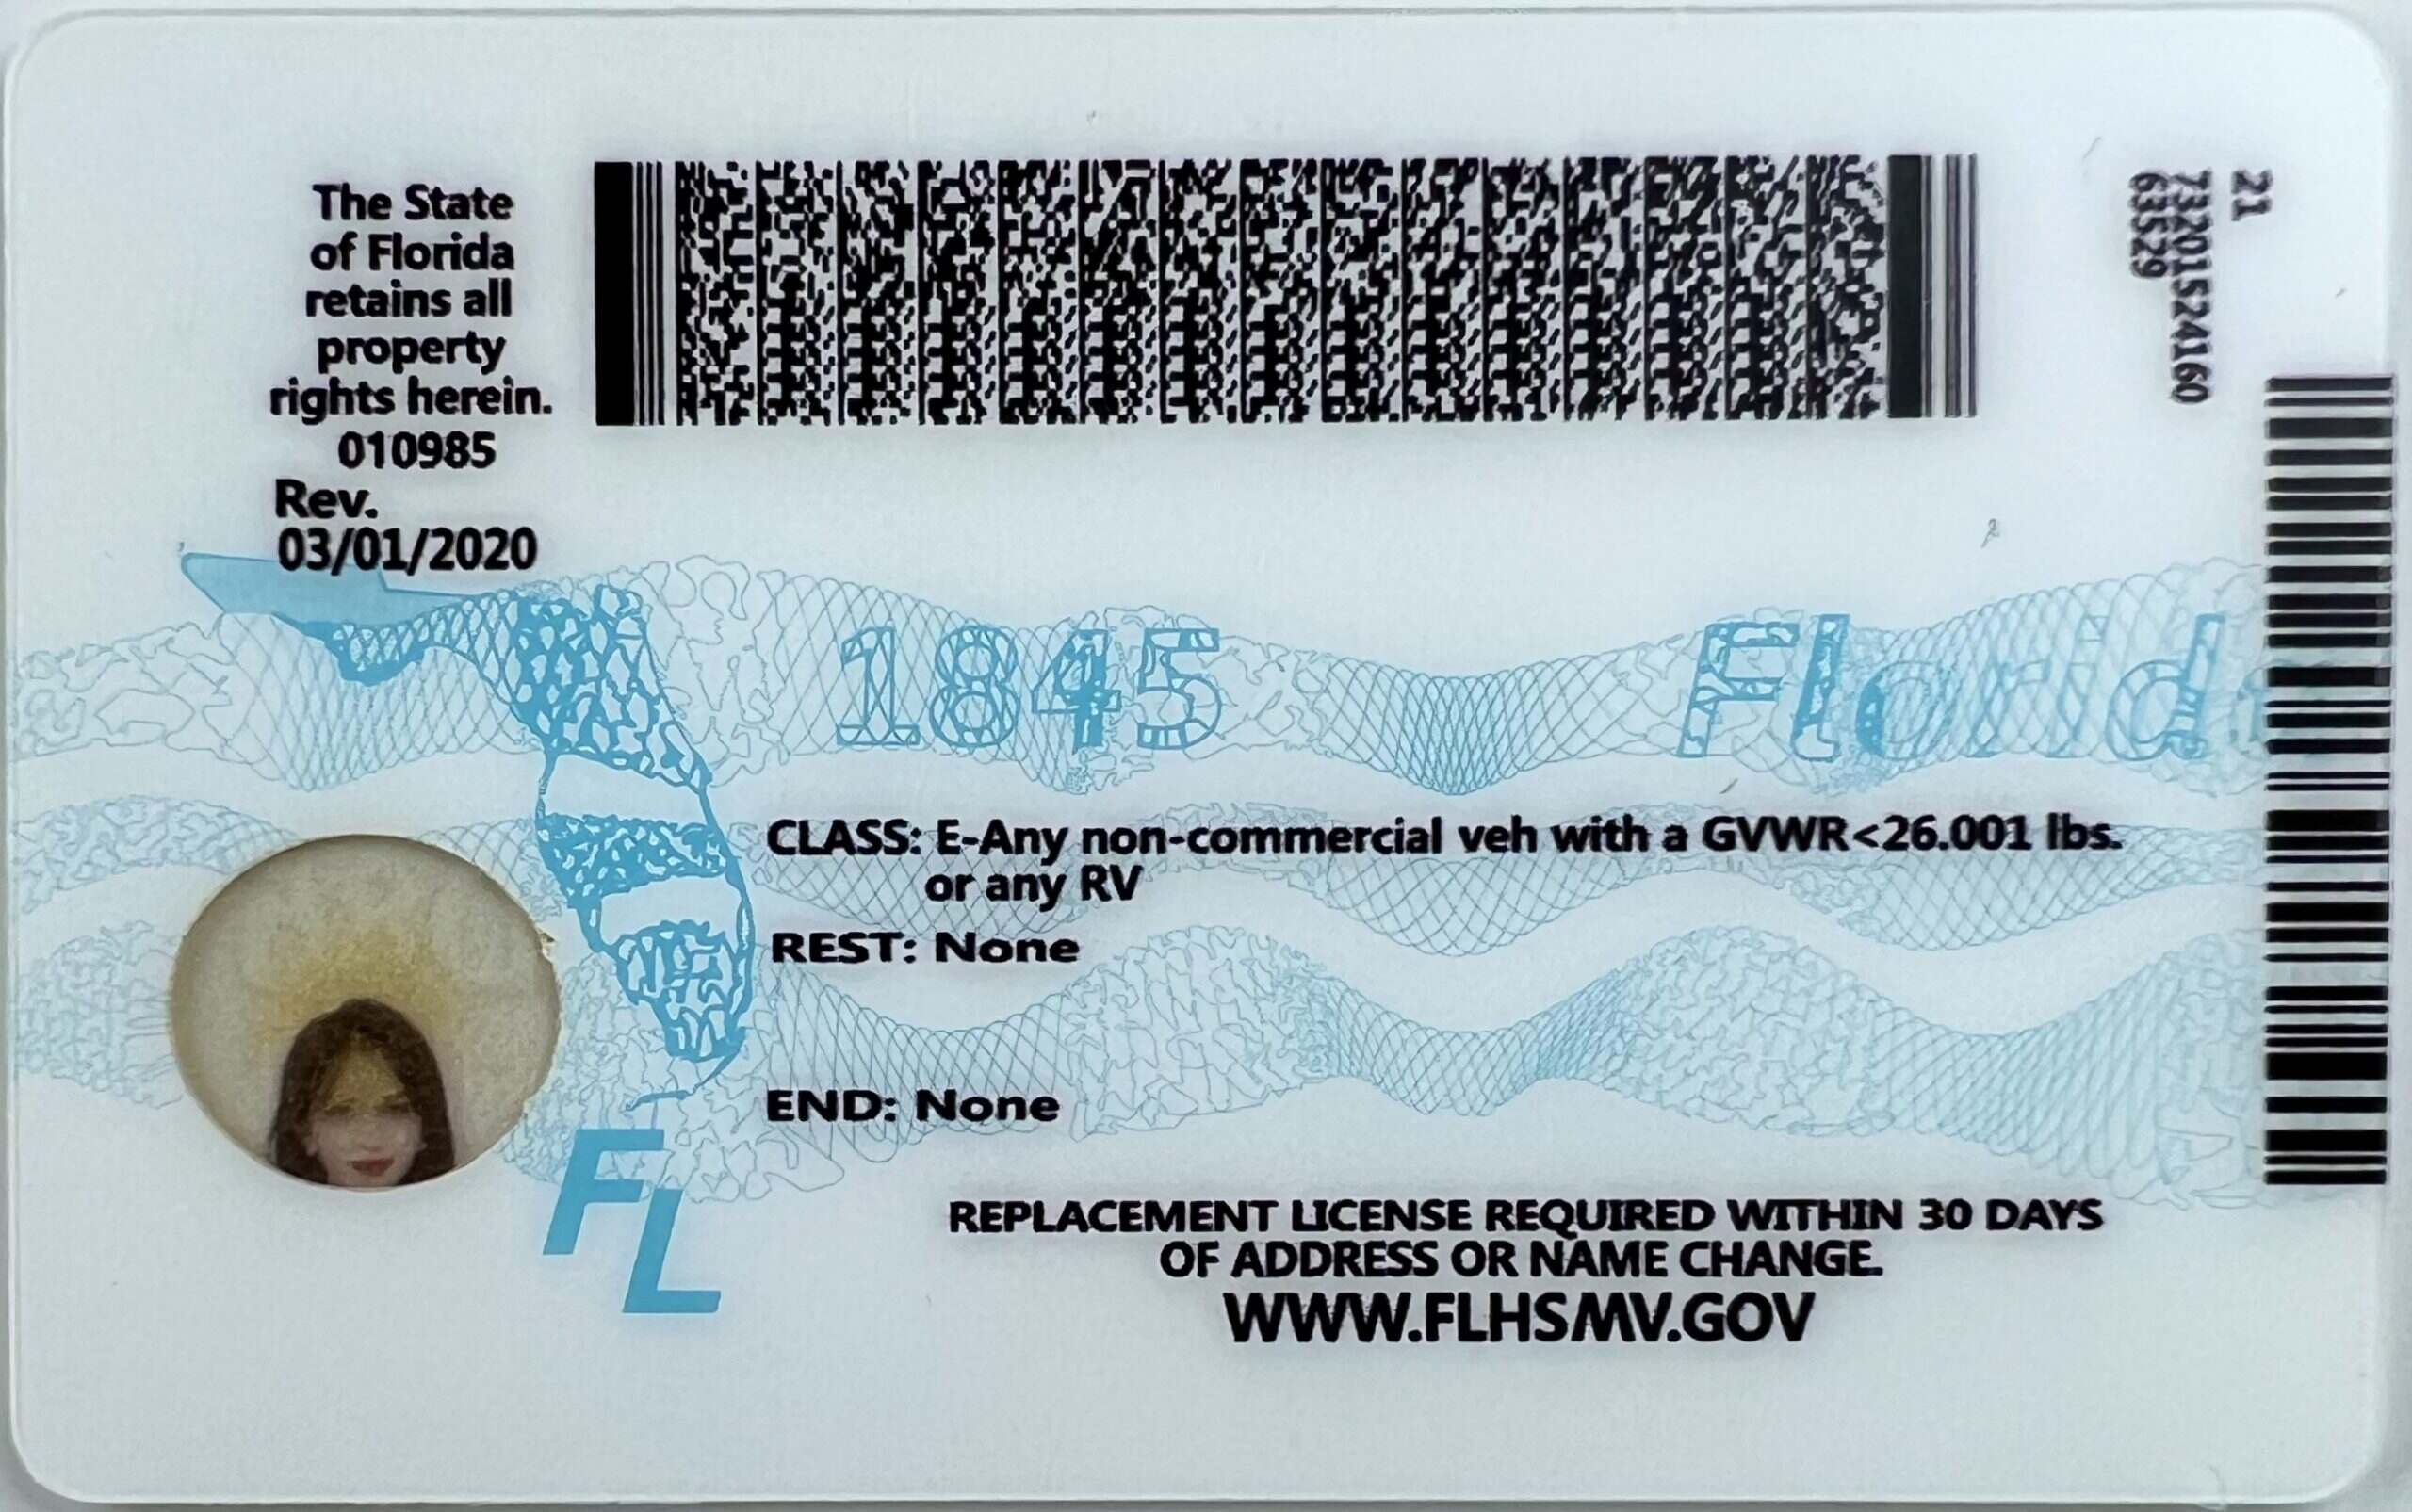 The State
of Florida
retains all
property
rights herein.
010985
Rev.
03/01/2020
21
7320115241160
63529
1845
Florida
CLASS: E-Any non-commercial veh with a GVWR<26.001 lbs.
or any RV
REST: None
END: None
FL
REPLACEMENT LICENSE REQUIRED WITHIN 30 DAYS
OF ADDRESS OR NAME CHANGE.
WWW.FLHSMV.GOV